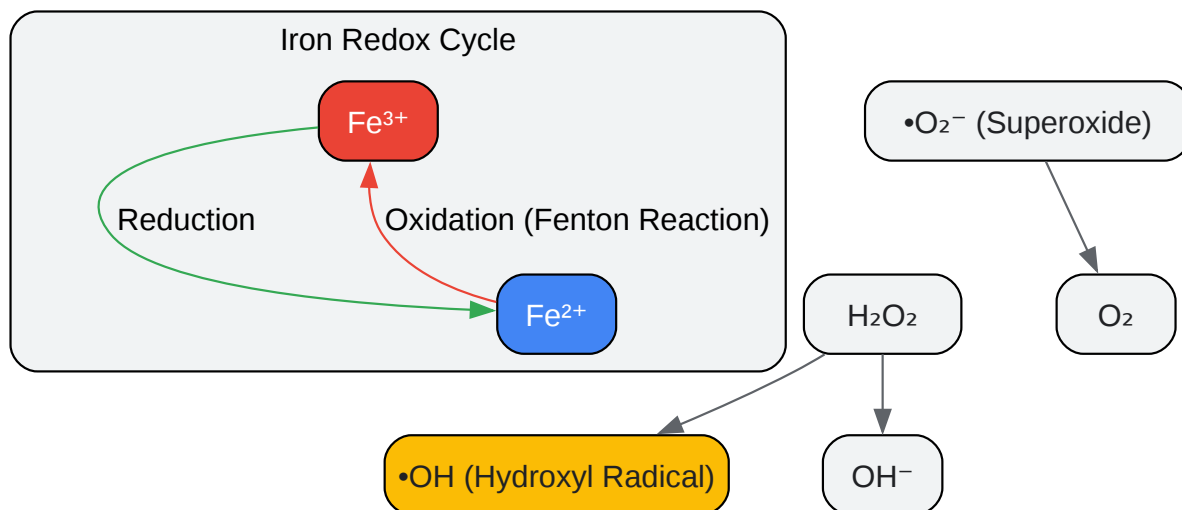 Iron Redox Cycle
Fe³⁺
•O₂⁻ (Superoxide)
Reduction
Oxidation (Fenton Reaction)
Fe²⁺
H₂O₂
O₂
•OH (Hydroxyl Radical)
OH⁻